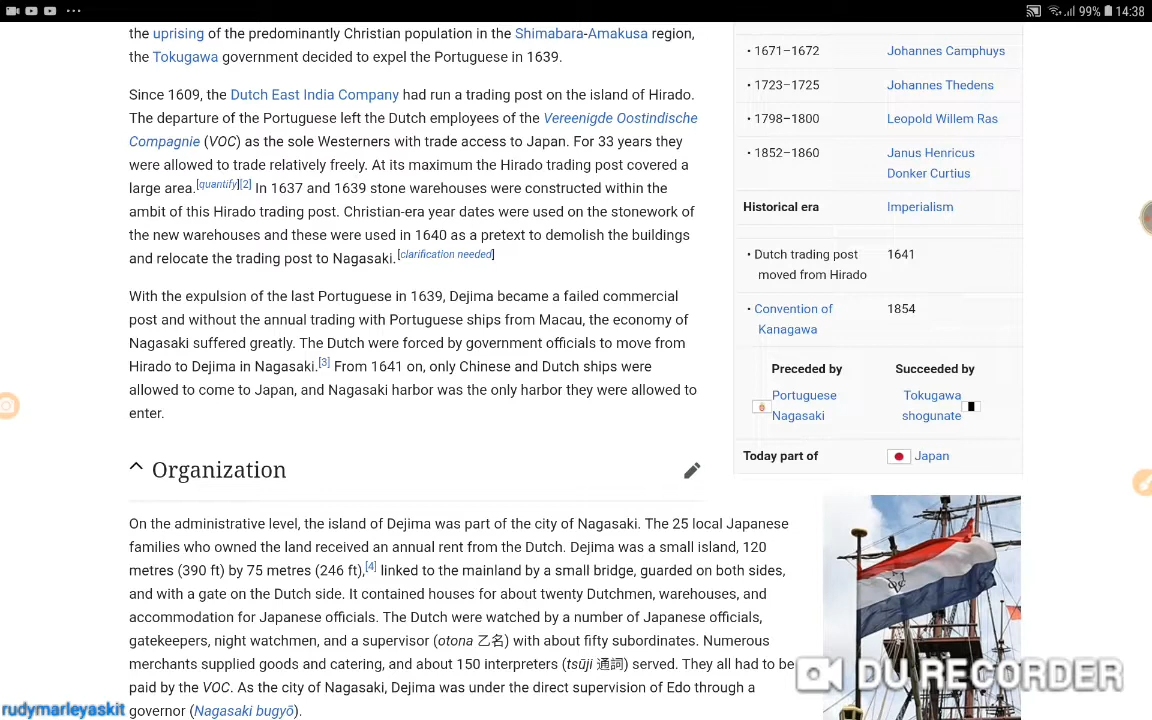 99% 14:38
the uprising of the predominantly Christian population in the Shimabara-Amakusa region,
the Tokugawa government decided to expel the Portuguese in 1639.
Since 1609, the Dutch East India Company had run a trading post on the island of Hirado.
The departure of the Portuguese left the Dutch employees of the Vereenigde Oostindische
Compagnie (VOC) as the sole Westerners with trade access to Japan. For 33 years they
were allowed to trade relatively freely. At its maximum the Hirado trading post covered a
large area.[quantify][2] In 1637 and 1639 stone warehouses were constructed within the
ambit of this Hirado trading post. Christian-era year dates were used on the stonework of
the new warehouses and these were used in 1640 as a pretext to demolish the buildings
and relocate the trading post to Nagasaki.[clarification needed]
With the expulsion of the last Portuguese in 1639, Dejima became a failed commercial
post and without the annual trading with Portuguese ships from Macau, the economy of
Nagasaki suffered greatly. The Dutch were forced by government officials to move from
Hirado to Dejima in Nagasaki.[3] From 1641 on, only Chinese and Dutch ships were
allowed to come to Japan, and Nagasaki harbor was the only harbor they were allowed to
enter.
Organization
On the administrative level, the island of Dejima was part of the city of Nagasaki. The 25 local Japanese
families who owned the land received an annual rent from the Dutch. Dejima was a small island, 120
metres (390 ft) by 75 metres (246 ft),[4] linked to the mainland by a small bridge, guarded on both sides,
and with a gate on the Dutch side. It contained houses for about twenty Dutchmen, warehouses, and
accommodation for Japanese officials. The Dutch were watched by a number of Japanese officials,
gatekeepers, night watchmen, and a supervisor (otona 乙名) with about fifty subordinates. Numerous
merchants supplied goods and catering, and about 150 interpreters (tsūji 通詞) served. They all had to be
paid by the VOC. As the city of Nagasaki, Dejima was under the direct supervision of Edo through a
governor (Nagasaki bugyō).
• 1671–1672 Johannes Camphuys
• 1723–1725 Johannes Thedens
• 1798–1800 Leopold Willem Ras
• 1852–1860 Janus Henricus
Donker Curtius
Historical era Imperialism
• Dutch trading post 1641
moved from Hirado
• Convention of 1854
Kanagawa
Preceded by Succeeded by
Portuguese Tokugawa
Nagasaki shogunate
Today part of Japan
DU RECORDER
rudymarleyaskit